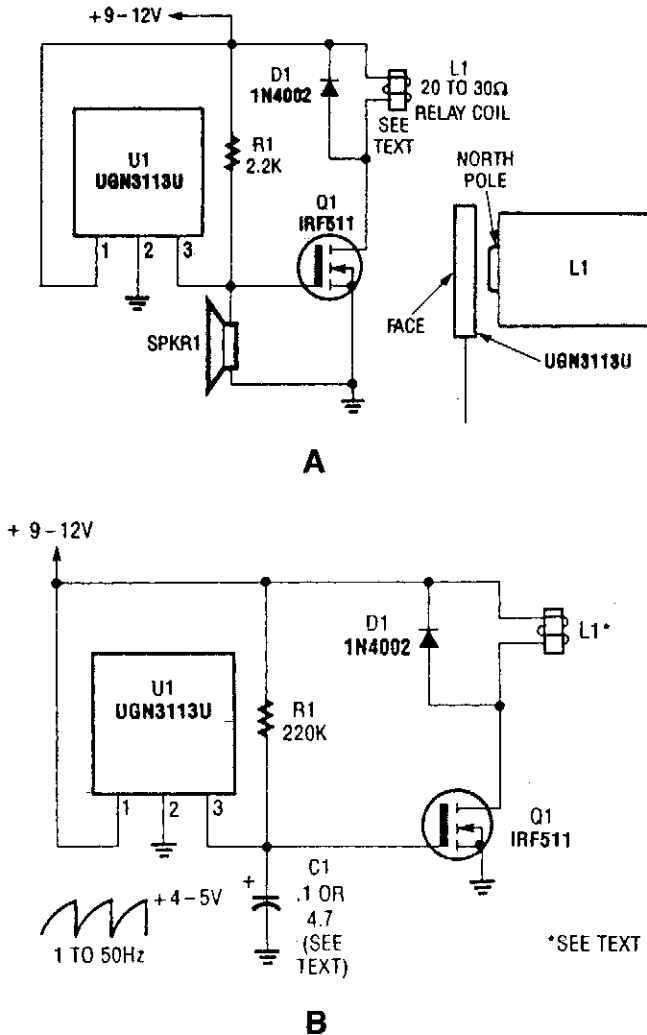 +9-12V
D1
1N4002
L1
20 TO 30Ω
RELAY COIL
SEE
TEXT
U1
UGN3113U
R1
2.2K
NORTH
POLE
Q1
IRF511
1 2 3
L1
SPKR1
FACE
UGN3113U
A
+ 9-12V
D1
1N4002
L1*
U1
UGN3113U
R1
220K
1 2 3
Q1
IRF511
+
C1
.1 OR
4.7
(SEE
TEXT)
+4-5V
1 TO 50Hz
*SEE TEXT
B